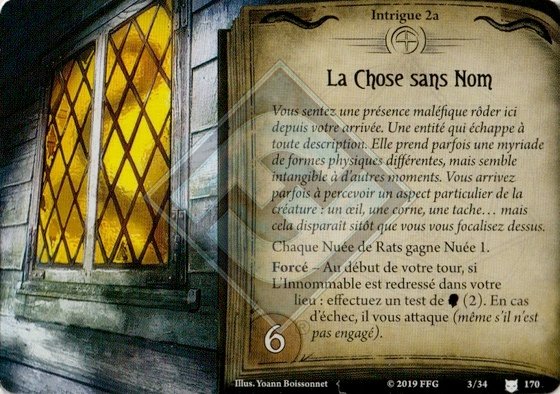 Intrigue 2a
La Chose sans Nom
Vous sentez une présence maléfique rôder ici
depuis votre arrivée. Une entité qui échappe à
toute description. Elle prend parfois une myriade
de formes physiques différentes, mais semble
intangible à d'autres moments. Vous arrivez
parfois à percevoir un aspect particulier de la
créature : un œil, une corne, une tache… mais
cela disparaît sitôt que vous vous focalisez dessus.
Chaque Nuée de Rats gagne Nuée 1.
Forcé – Au début de votre tour, si
L'Innommable est redressé dans votre
lieu : effectuez un test de (2). En cas
d'échec, il vous attaque (même s'il n'est
pas engagé).
6
Illus. Yoann Boissonnet
© 2019 FFG
3/34
170